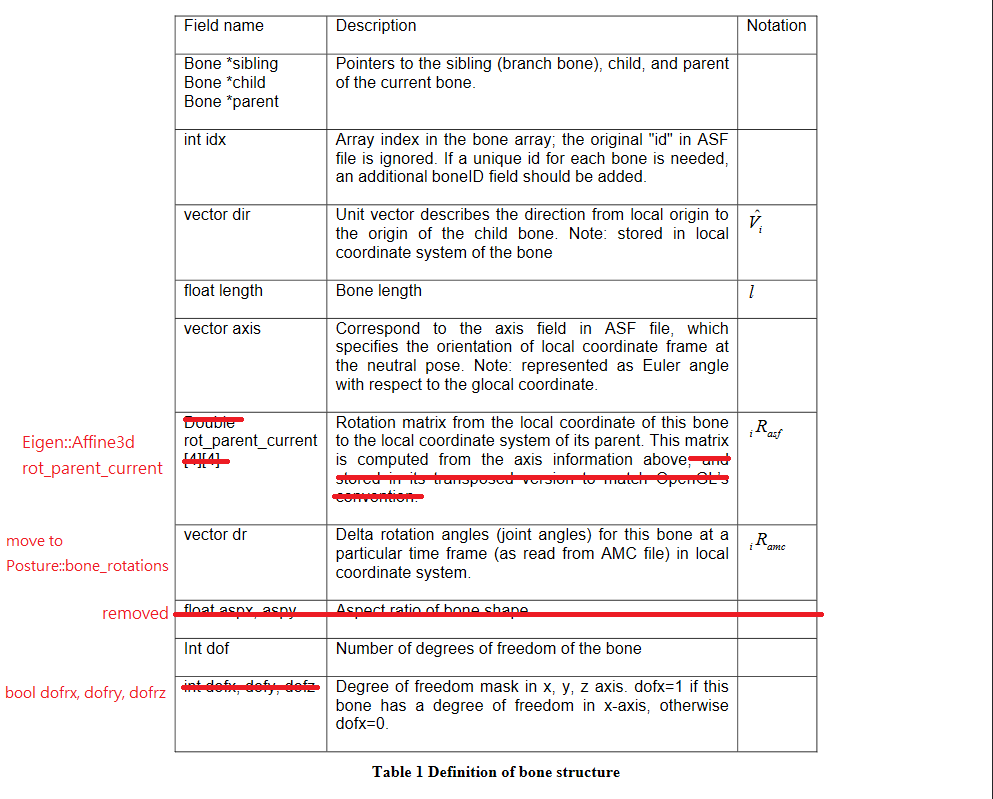 Field name
Description
Notation
Bone *sibling
Bone *child
Bone *parent
Pointers to the sibling (branch bone), child, and parent
of the current bone.
int idx
Array index in the bone array; the original "id" in ASF
file is ignored. If a unique id for each bone is needed,
an additional boneID field should be added.
vector dir
Unit vector describes the direction from local origin to
the origin of the child bone. Note: stored in local
coordinate system of the bone
V̂i
float length
Bone length
l
vector axis
Correspond to the axis field in ASF file, which
specifies the orientation of local coordinate frame at
the neutral pose. Note: represented as Euler angle
with respect to the glocal coordinate.
Eigen::Affine3d
rot_parent_current
Double
rot_parent_current
[4][4]
Rotation matrix from the local coordinate of this bone
to the local coordinate system of its parent. This matrix
is computed from the axis information above, and
stored in its transposed version to match OpenGL's
convention.
iRasf
move to
Posture::bone_rotations
vector dr
Delta rotation angles (joint angles) for this bone at a
particular time frame (as read from AMC file) in local
coordinate system.
iRamc
removed
float aspx, aspy
Aspect ratio of bone shape
Int dof
Number of degrees of freedom of the bone
bool dofrx, dofry, dofrz
int dofx, dofy, dofz
Degree of freedom mask in x, y, z axis. dofx=1 if this
bone has a degree of freedom in x-axis, otherwise
dofx=0.
Table 1 Definition of bone structure